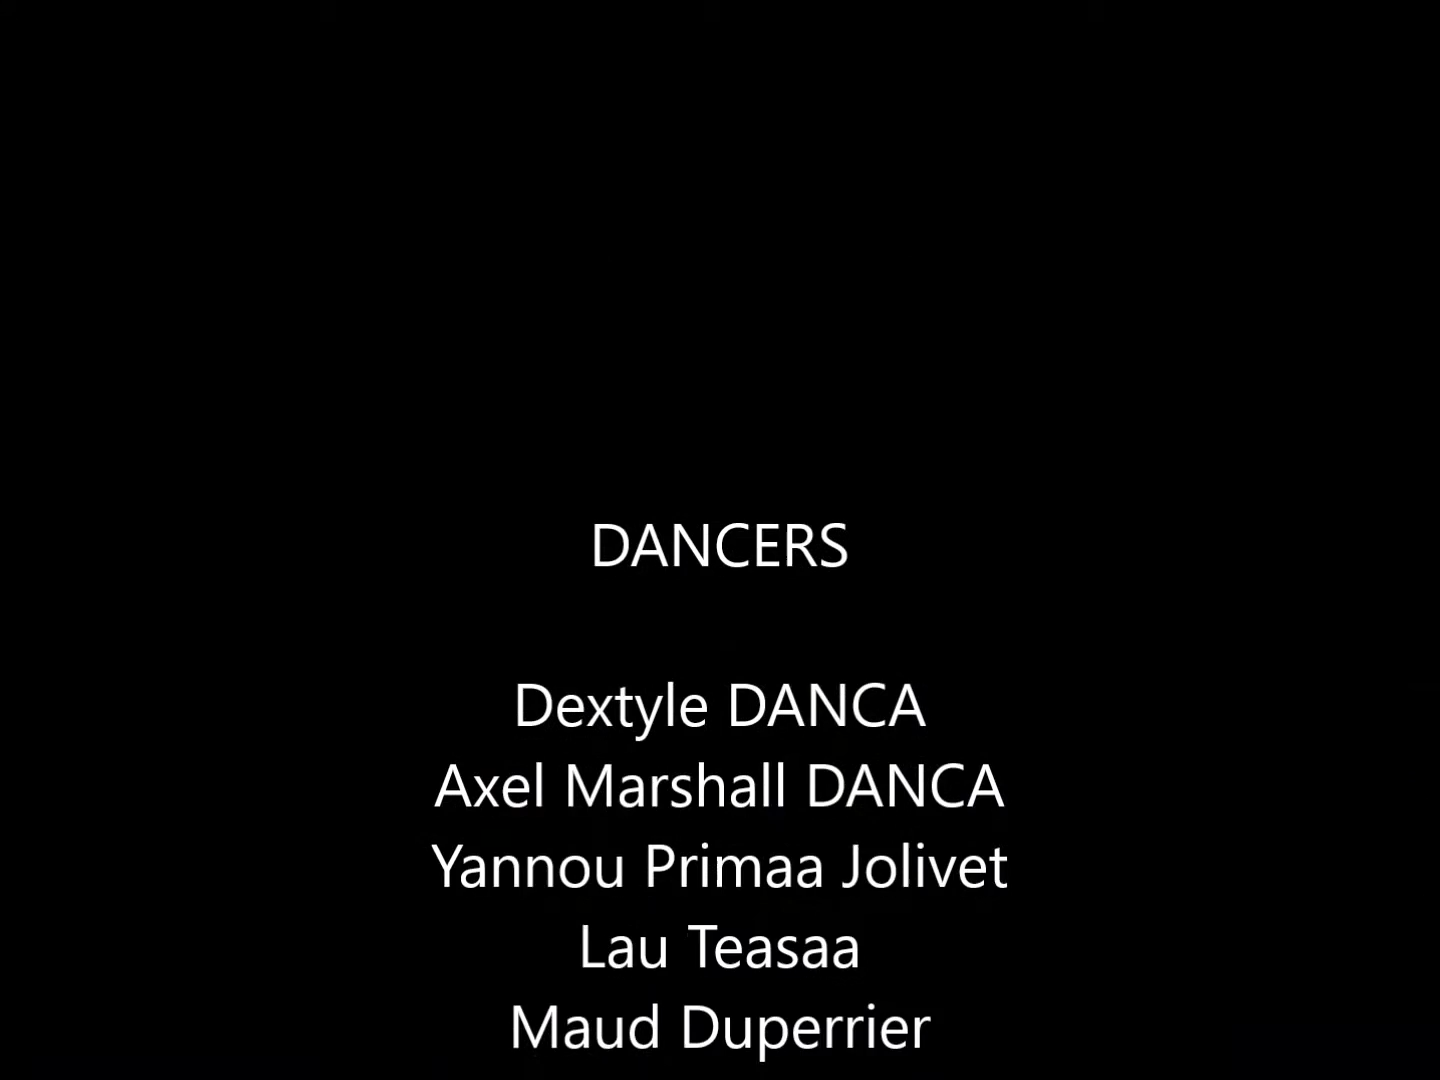 DANCERS
Dextyle DANCA
Axel Marshall DANCA
Yannou Primaa Jolivet
Lau Teasaa
Maud Duperrier